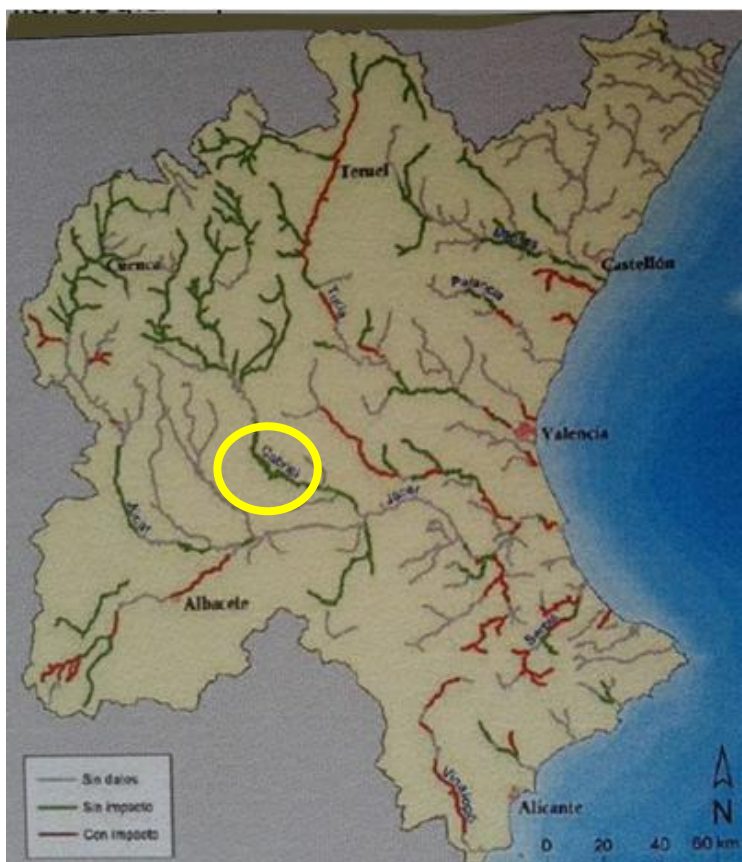 Teruel
Mijares
Cuenca
Castellón
Palancia
Turia
Valencia
Cabriel
Júcar
Júcar
Albacete
Serpis
Sin datos
Sin impacto
Con impacto
Vinalopó
Alicante
N
0 20 40 60 km